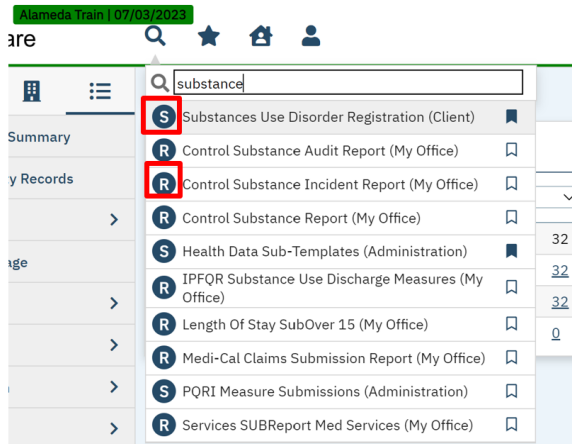 Alameda Train | 07/03/2023
are
substance
S Substances Use Disorder Registration (Client)
Summary
R Control Substance Audit Report (My Office)
y Records
R Control Substance Incident Report (My Office)
R Control Substance Report (My Office)
32
S Health Data Sub-Templates (Administration)
age
32
R IPFQR Substance Use Discharge Measures (My
Office)
32
R Length Of Stay SubOver 15 (My Office)
0
R Medi-Cal Claims Submission Report (My Office)
S PQRI Measure Submissions (Administration)
R Services SUBReport Med Services (My Office)